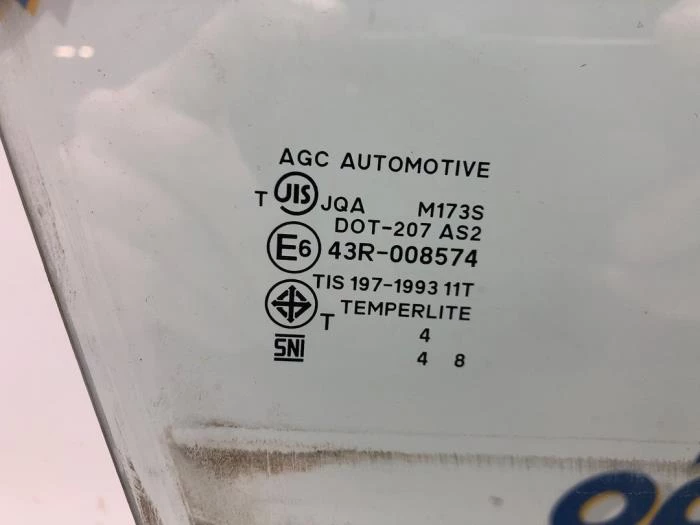 AGC AUTOMOTIVE
T JIS JQA M173S
DOT-207 AS2
E6 43R-008574
TIS 197-1993 11T
T TEMPERLITE
SNI 4
4 8